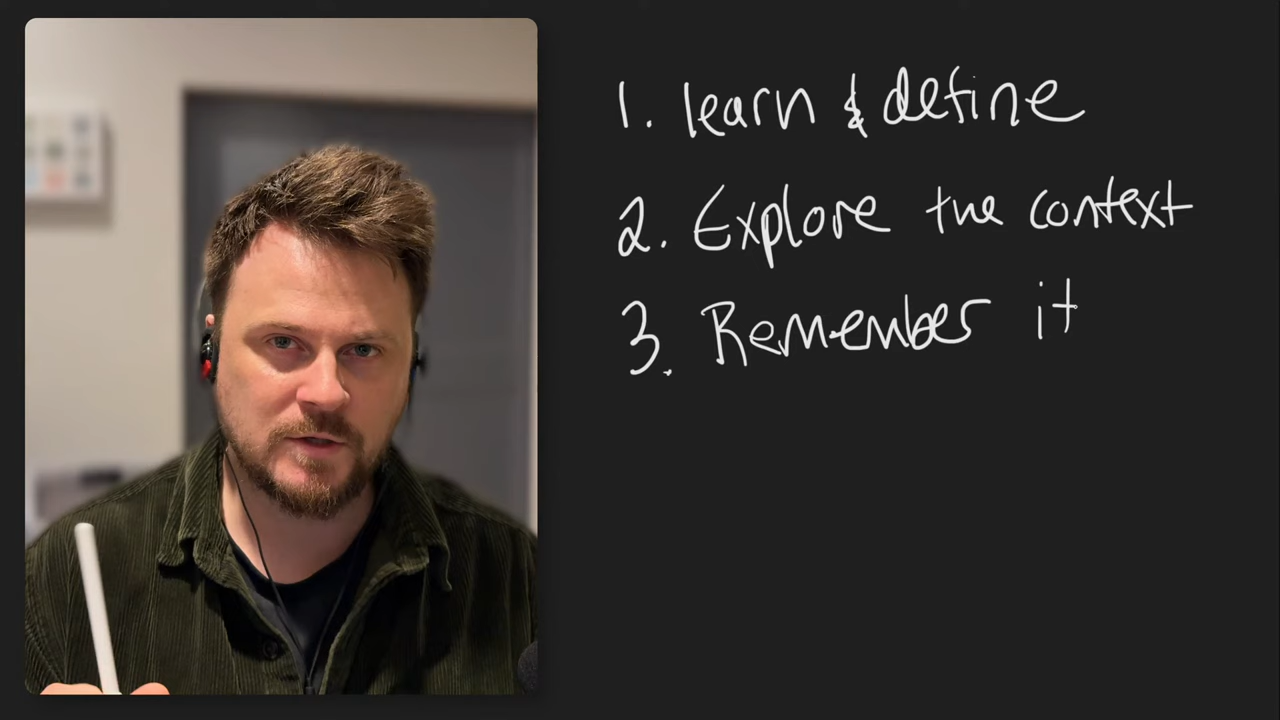 1. learn & define
2. Explore the context
3. Remember it